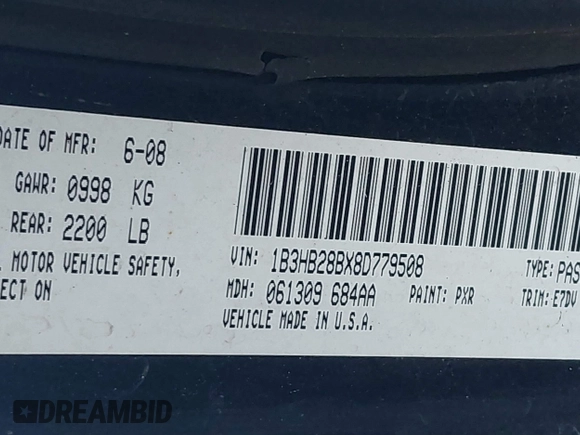 DATE OF MFR: 6-08
GAWR: 0998 KG
REAR: 2200 LB
MOTOR VEHICLE SAFETY,
ECT ON
VIN: 1B3HB28BX8D779508
TYPE: PAS
MDH: 061309 684AA
PAINT: PXR
TRIM: E7DV
VEHICLE MADE IN U.S.A.
DREAMBID